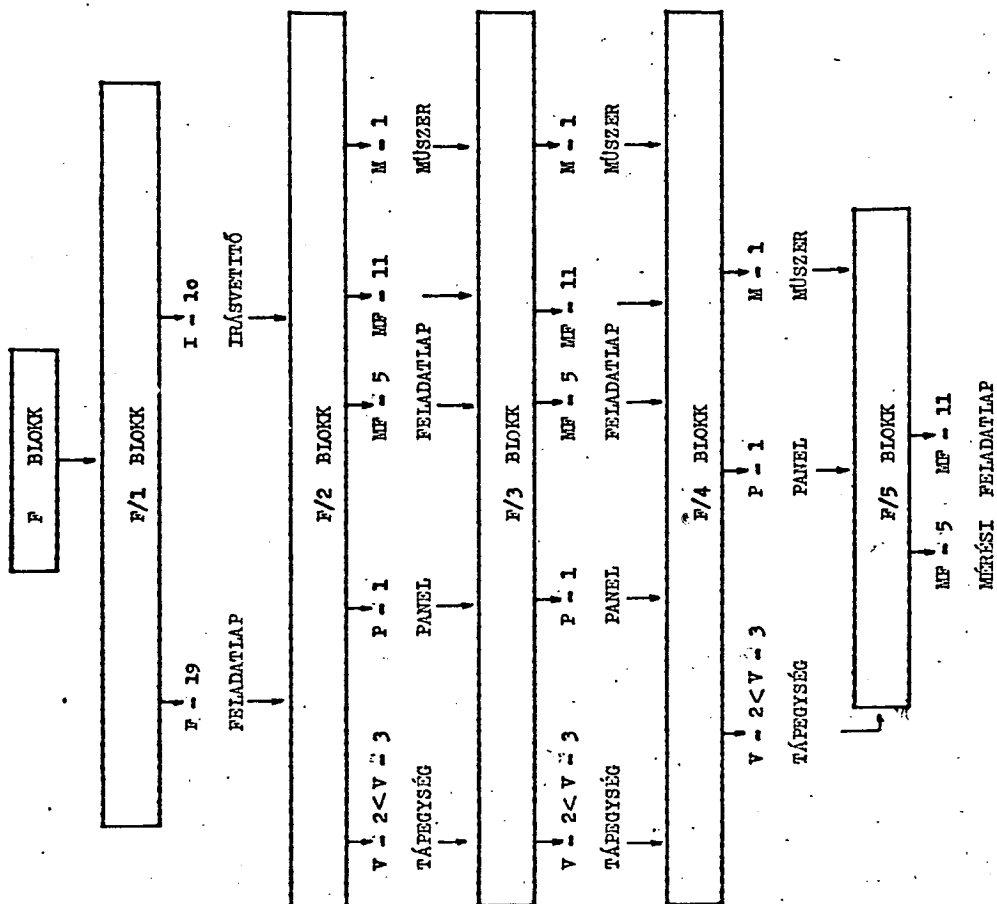 F BLOKK
F/1 BLOKK
F - 19 I - 10
FELADATLAP IRÁSVETITŐ
F/2 BLOKK
V - 2 < V - 3 P - 1 MF - 5 MF - 11 M - 1
TÁPEGYSÉG PANEL FELADATLAP MÜSZER
F/3 BLOKK
V - 2 < V - 3 P - 1 MF - 5 MF - 11 M - 1
TÁPEGYSÉG PANEL FELADATLAP MÜSZER
F/4 BLOKK
V - 2 < V - 3 P - 1 M - 1
TÁPEGYSÉG PANEL MÜSZER
F/5 BLOKK
MF - 5 MF - 11
MÉRÉSI FELADATLAP